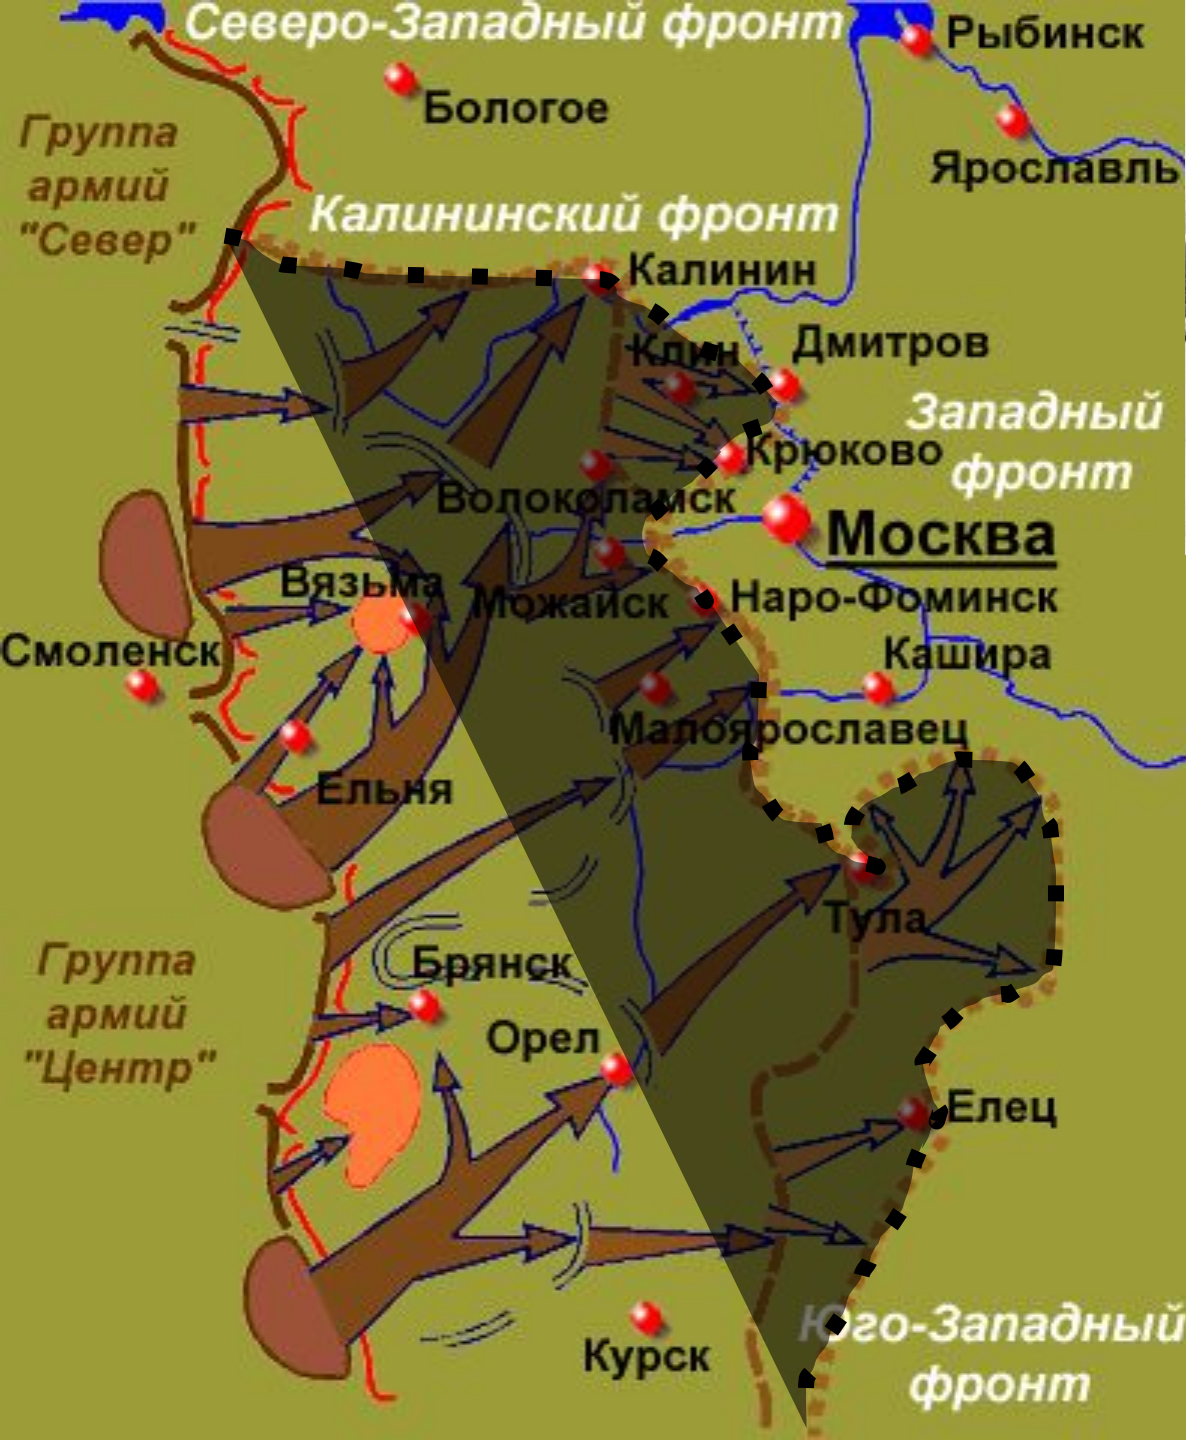 Северо-Западный фронт
Рыбинск
Бологое
Ярославль
Группа
армий
"Север"
Калининский фронт
Калинин
Клин
Дмитров
Западный
фронт
Крюково
Волоколамск
Москва
Вязьма
Можайск
Наро-Фоминск
Смоленск
Кашира
Малоярославец
Ельня
Тула
Группа
армий
"Центр"
Брянск
Орел
Елец
Юго-Западный
фронт
Курск